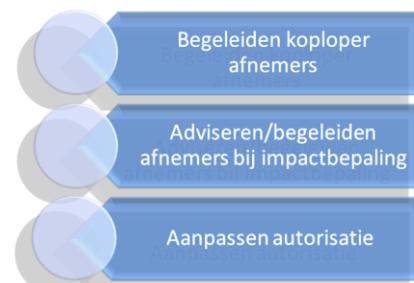 Begeleiden koploper
afnemers
Adviseren/begeleiden
afnemers bij impactbepaling
Aanpassen autorisatie